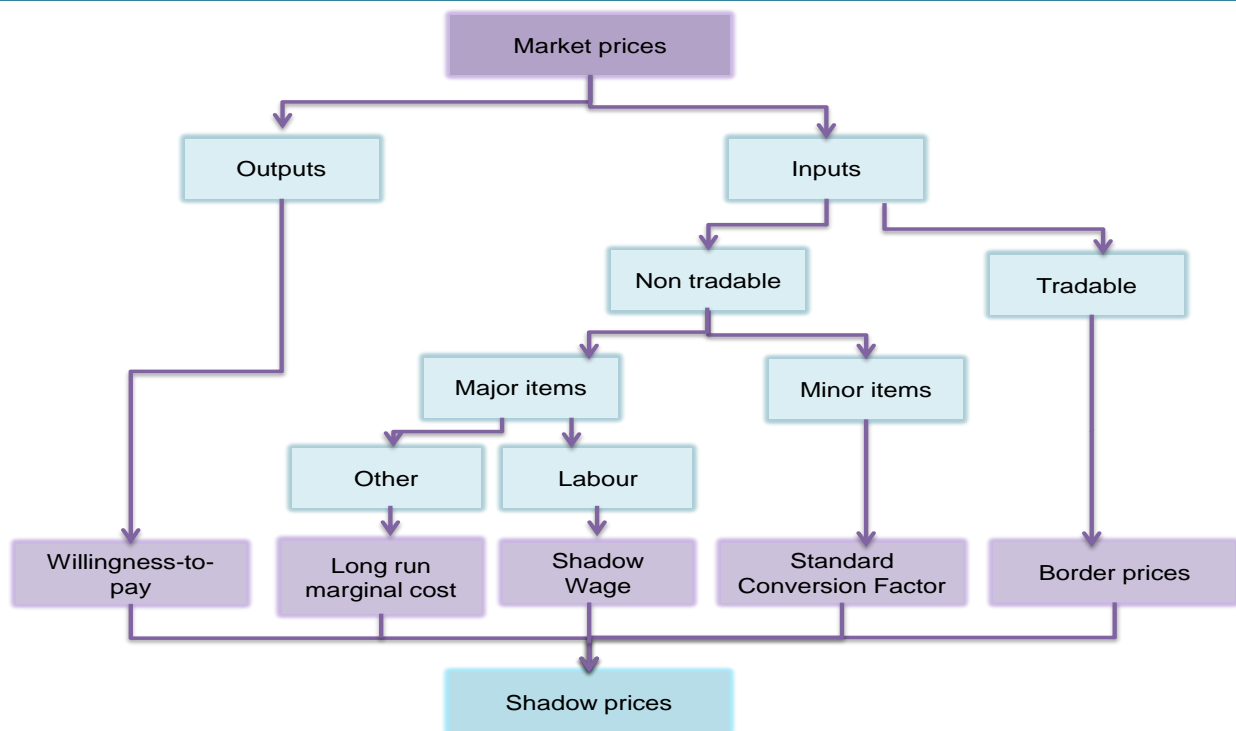 Market prices
Outputs
Inputs
Non tradable
Tradable
Major items
Minor items
Other
Labour
Willingness-to-
pay
Long run
marginal cost
Shadow
Wage
Standard
Conversion Factor
Border prices
Shadow prices